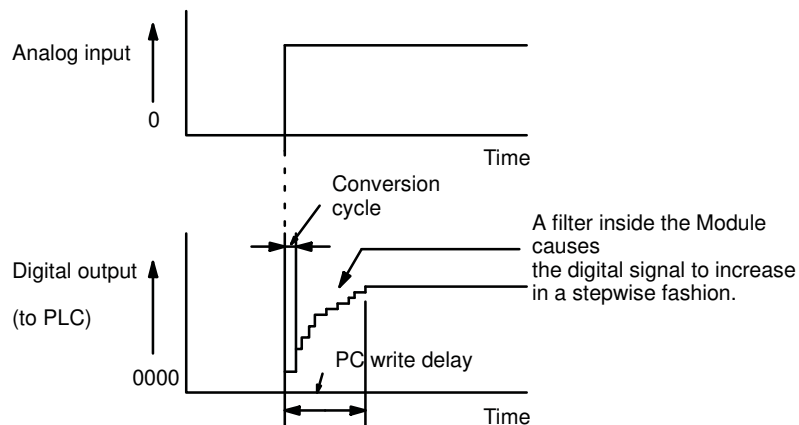 Analog input
0
Time
Conversion
cycle
A filter inside the Module
causes
the digital signal to increase
in a stepwise fashion.
Digital output
(to PLC)
0000
PC write delay
Time